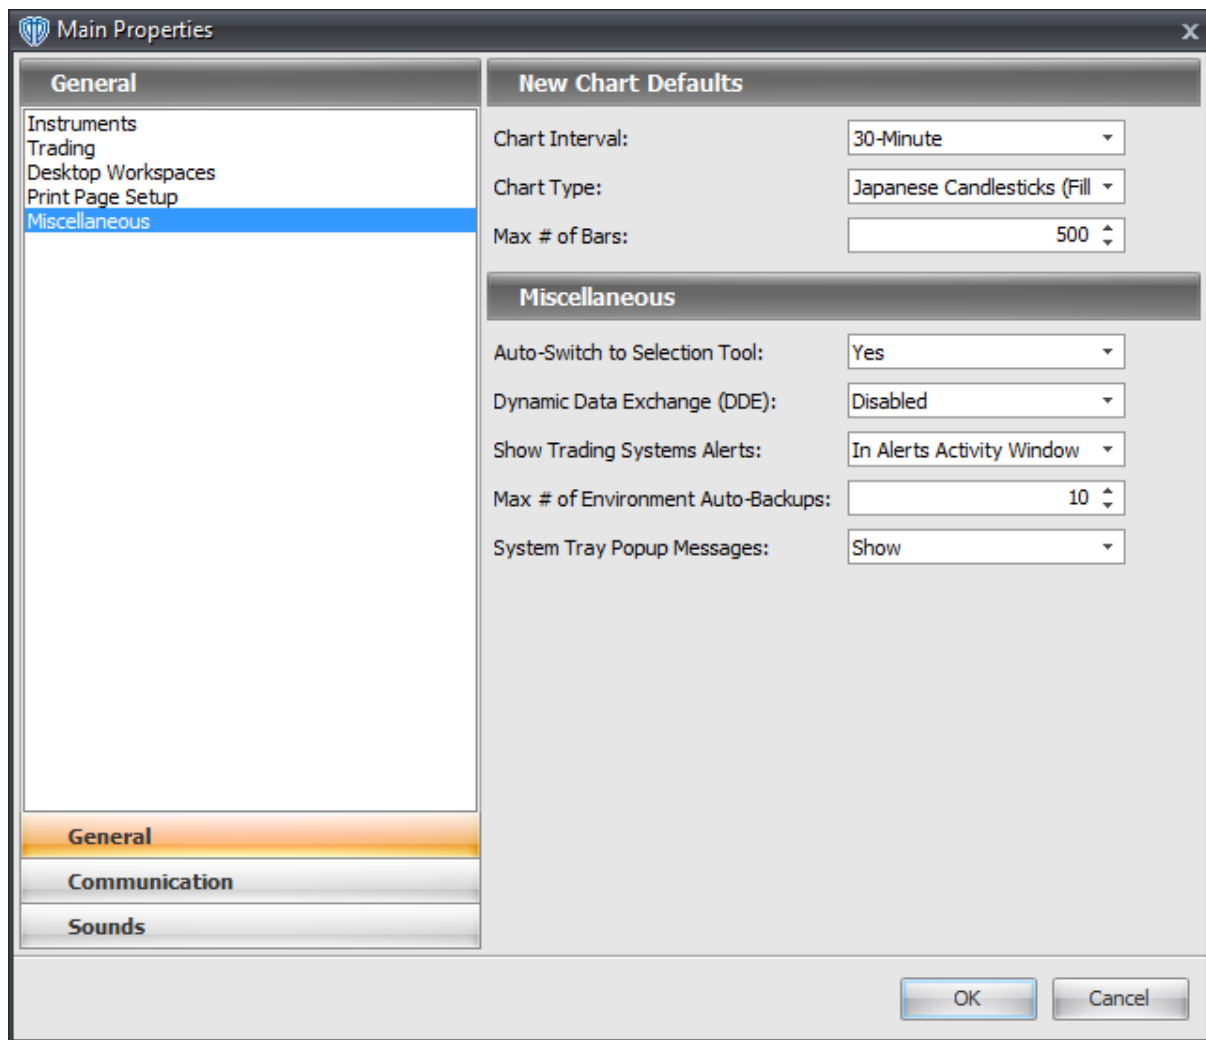 Main Properties
General
Instruments
Trading
Desktop Workspaces
Print Page Setup
Miscellaneous
General
Communication
Sounds
New Chart Defaults
Chart Interval: 30-Minute
Chart Type: Japanese Candlesticks (Fill
Max # of Bars: 500
Miscellaneous
Auto-Switch to Selection Tool: Yes
Dynamic Data Exchange (DDE): Disabled
Show Trading Systems Alerts: In Alerts Activity Window
Max # of Environment Auto-Backups: 10
System Tray Popup Messages: Show
OK Cancel